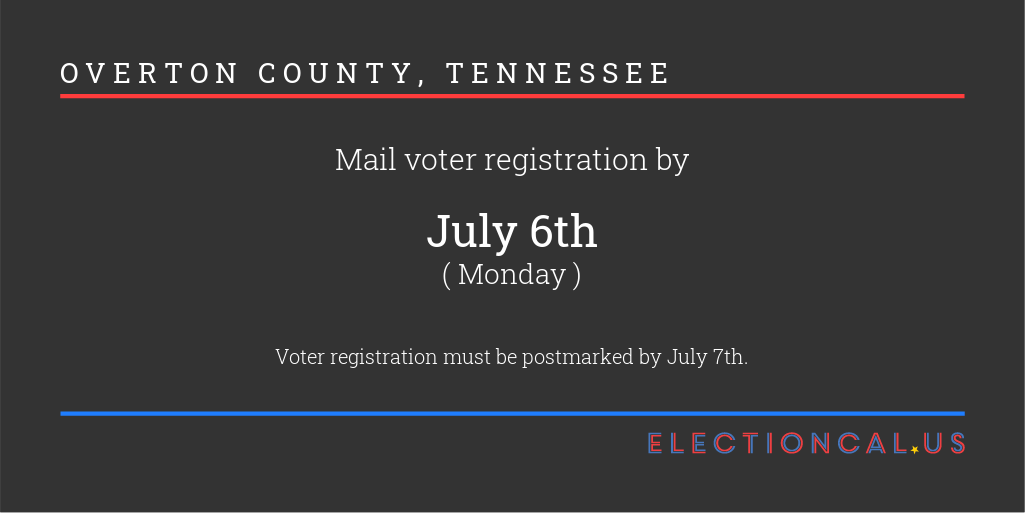 OVERTON COUNTY, TENNESSEE
Mail voter registration by
July 6th
( Monday )
Voter registration must be postmarked by July 7th.
ELECTIONCAL.US